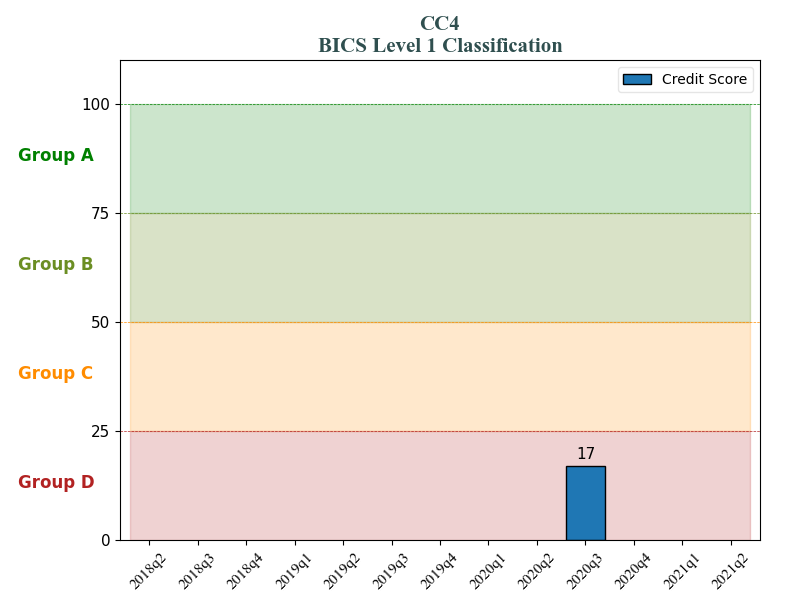 CC4
BICS Level 1 Classification
Credit Score
100
Group A
75
Group B
50
Group C
25
17
Group D
0
2018q2
2018q3
2018q4
2019q1
2019q2
2019q3
2019q4
2020q1
2020q2
2020q3
2020q4
2021q1
2021q2